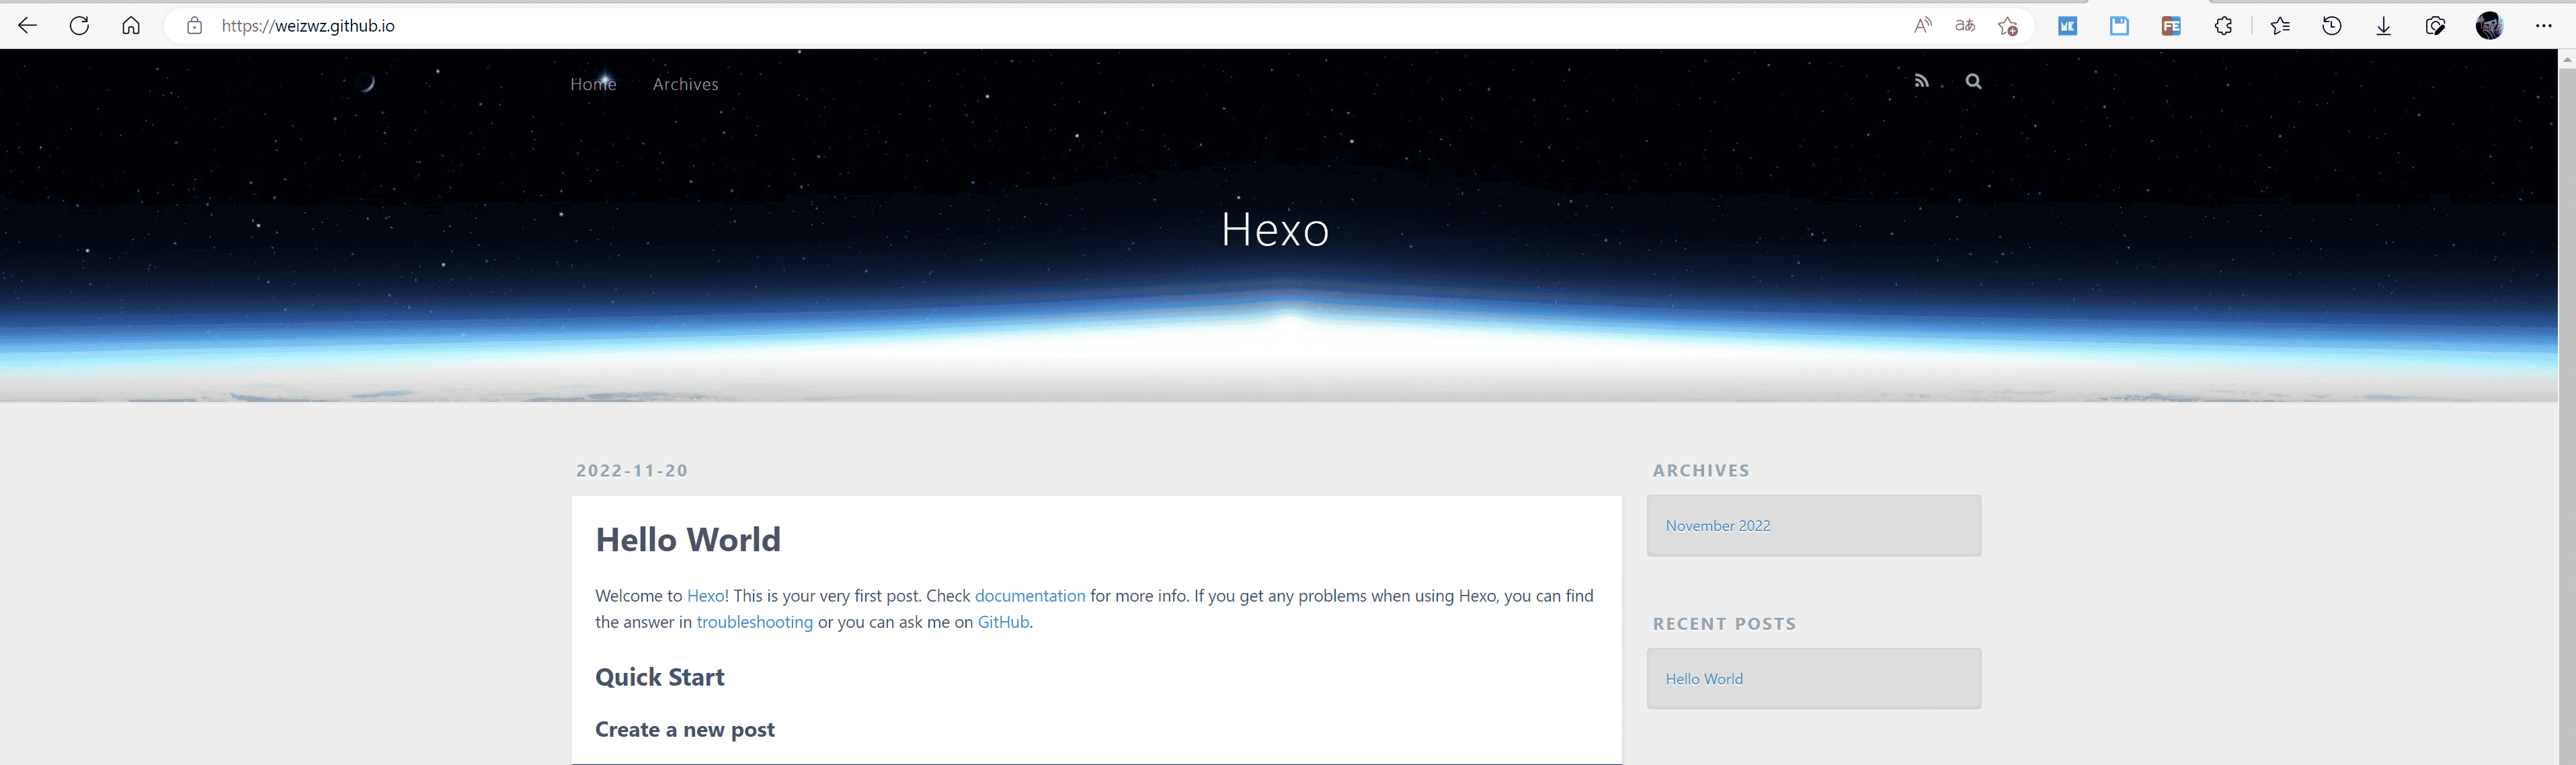 https://weizwz.github.io
Home
Archives
Hexo
2022-11-20
Hello World
Welcome to Hexo! This is your very first post. Check documentation for more info. If you get any problems when using Hexo, you can find
the answer in troubleshooting or you can ask me on GitHub.
Quick Start
Create a new post
ARCHIVES
November 2022
RECENT POSTS
Hello World